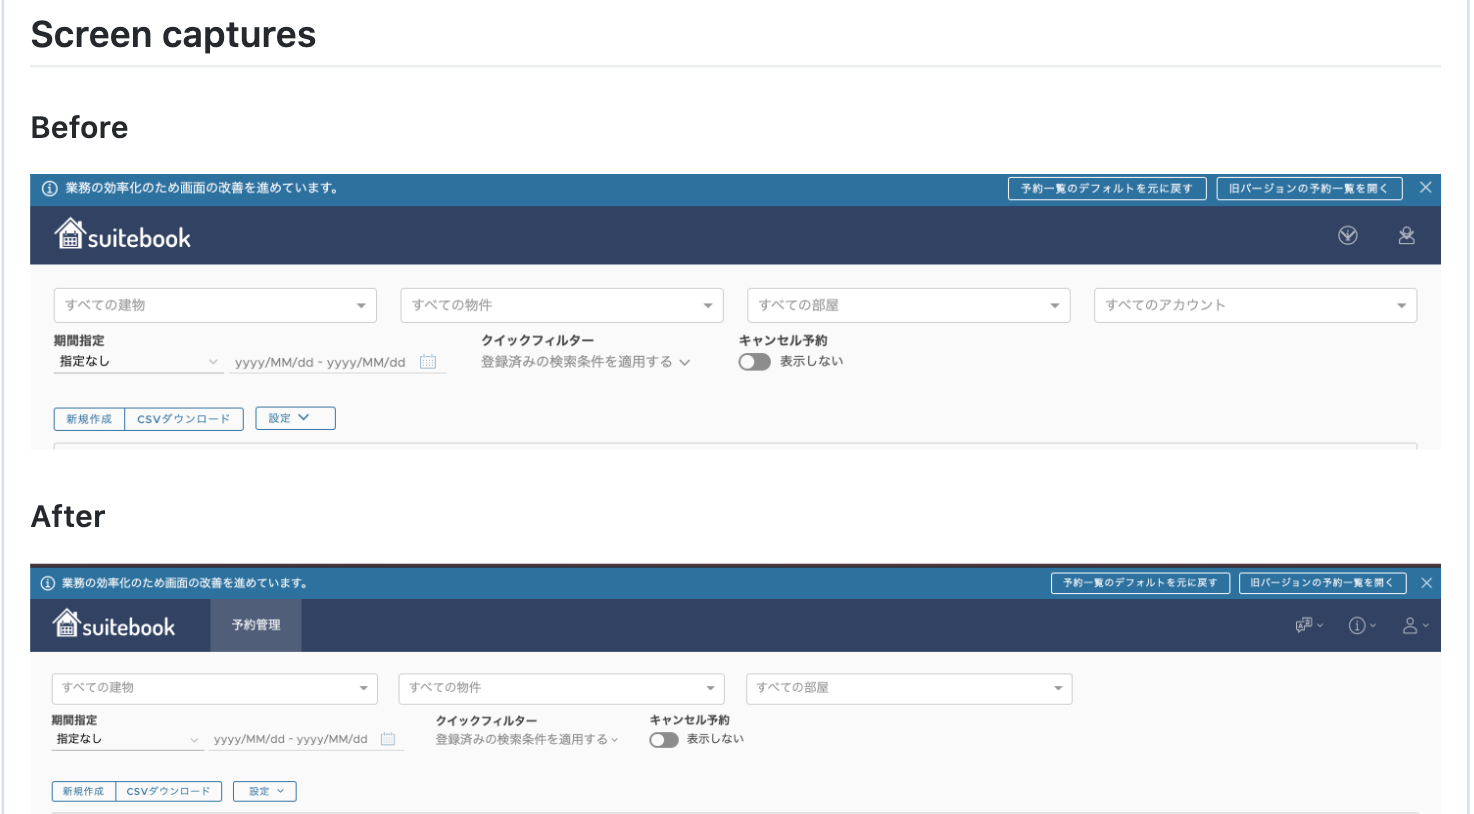 Screen captures
Before
業務の効率化のため画面の改善を進めています。
予約一覧のデフォルトを元に戻す
旧バージョンの予約一覧を開く
suitebook
すべての建物
すべての物件
すべての部屋
すべてのアカウント
期間指定
クイックフィルター
キャンセル予約
指定なし
yyyy/MM/dd - yyyy/MM/dd
登録済みの検索条件を適用する
表示しない
新規作成
CSVダウンロード
設定
After
業務の効率化のため画面の改善を進めています。
予約一覧のデフォルトを元に戻す
旧バージョンの予約一覧を開く
suitebook
予約管理
すべての建物
すべての物件
すべての部屋
期間指定
クイックフィルター
キャンセル予約
指定なし
yyyy/MM/dd - yyyy/MM/dd
登録済みの検索条件を適用する
表示しない
新規作成
CSVダウンロード
設定